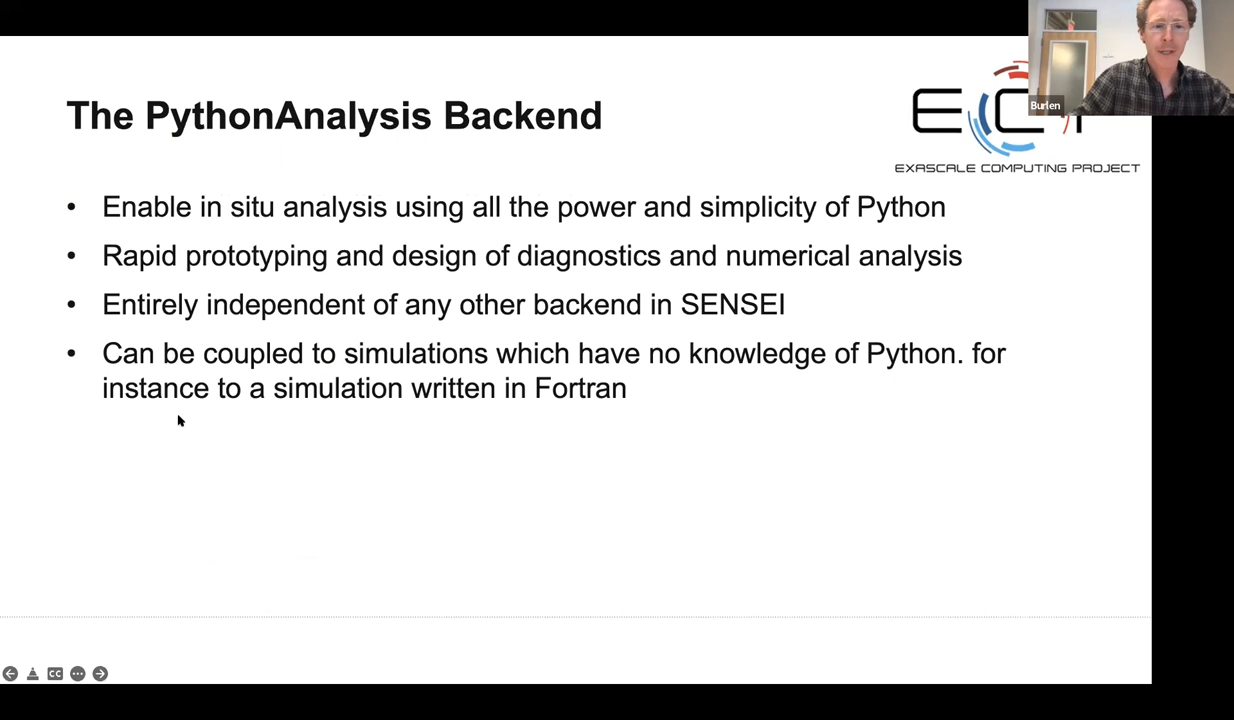 The PythonAnalysis Backend
EXASCALE COMPUTING PROJECT
Burlen
• Enable in situ analysis using all the power and simplicity of Python
• Rapid prototyping and design of diagnostics and numerical analysis
• Entirely independent of any other backend in SENSEI
• Can be coupled to simulations which have no knowledge of Python. for
instance to a simulation written in Fortran
CC